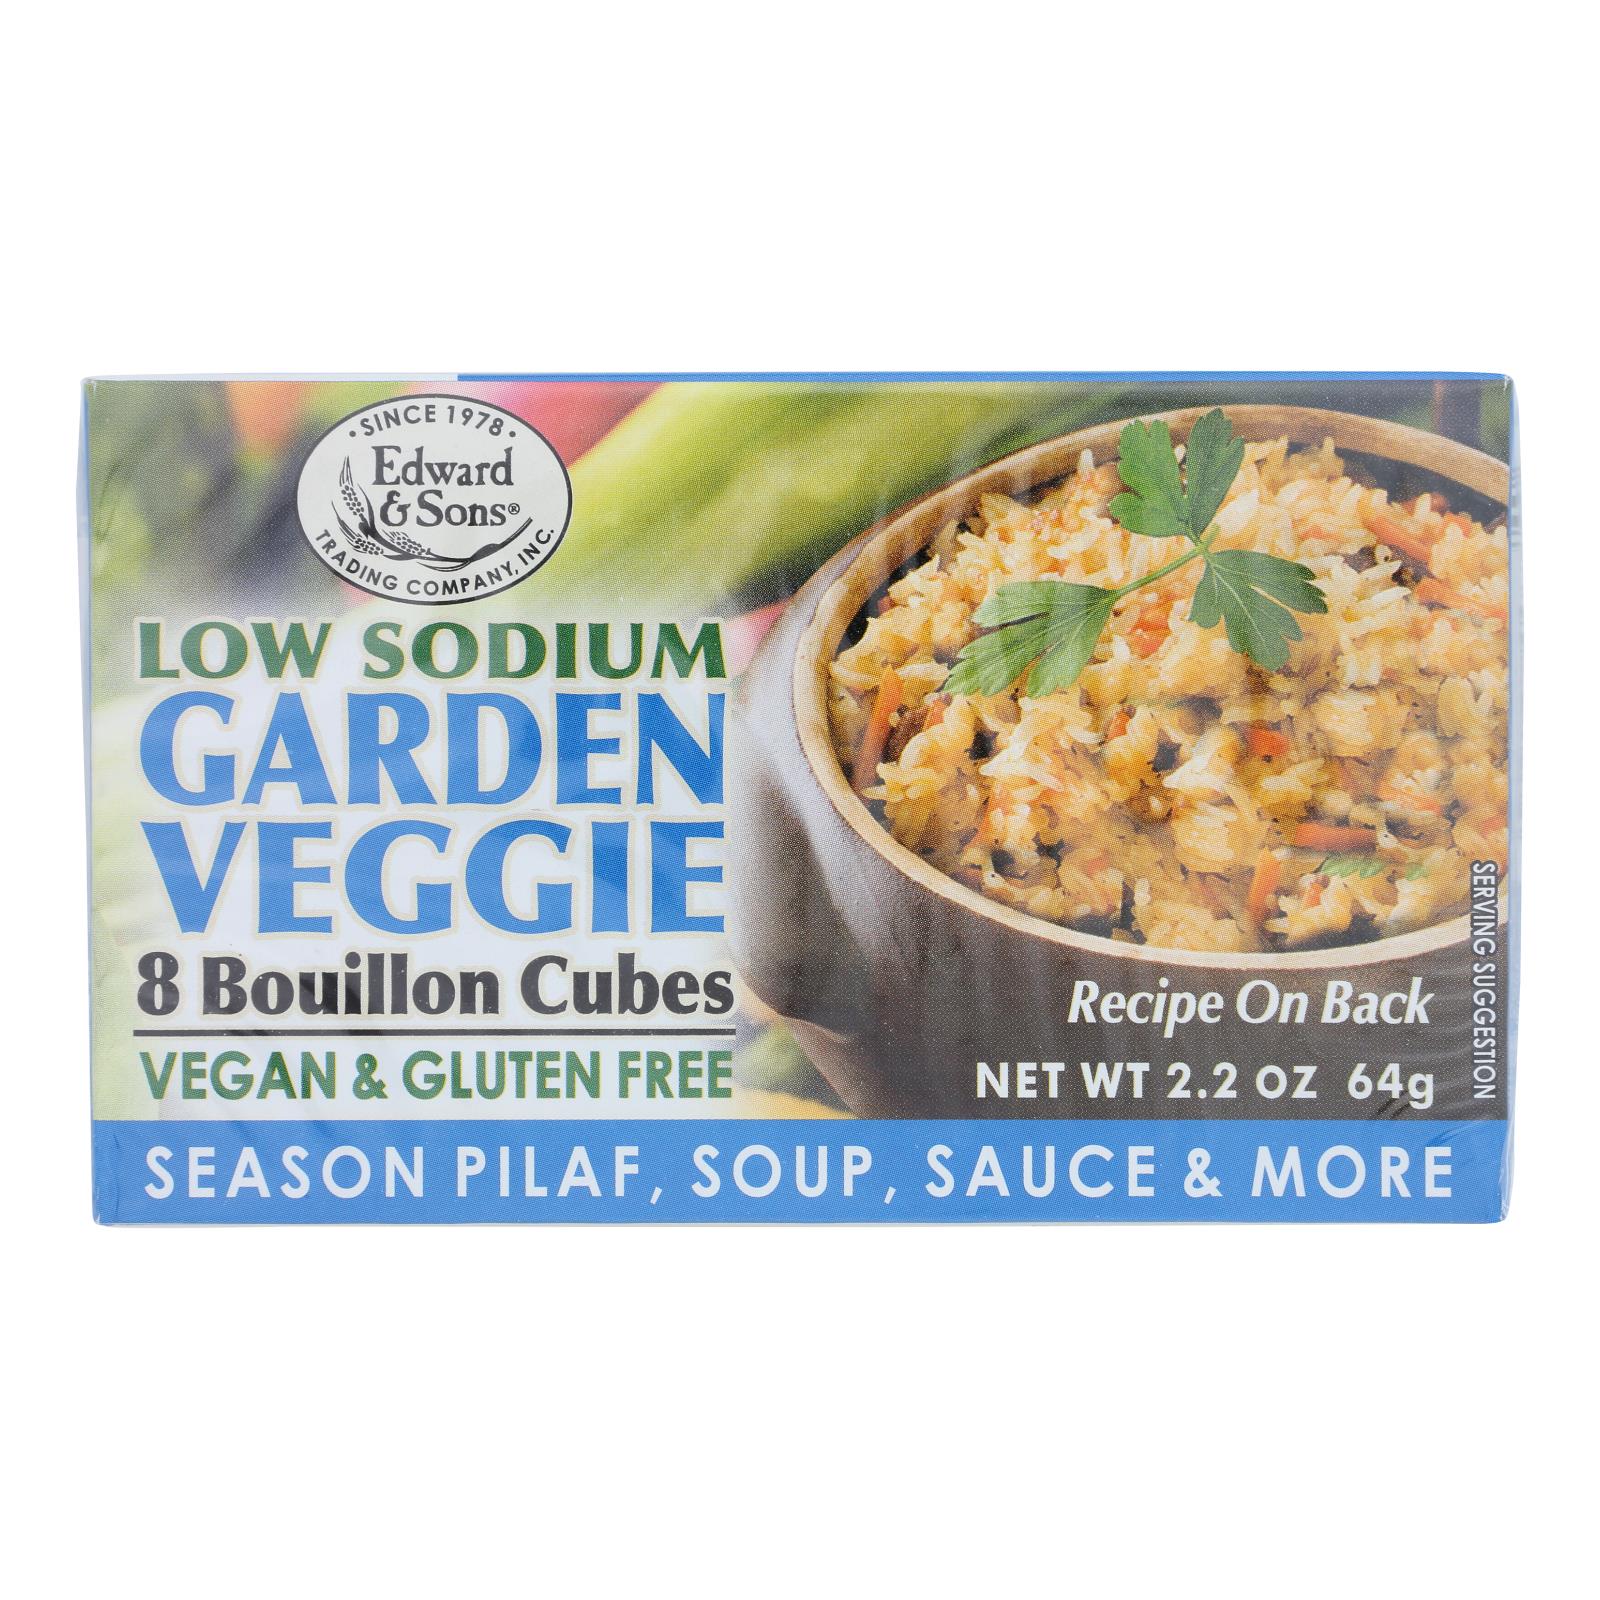 • SINCE 1978 •
Edward
& Sons®
TRADING COMPANY, INC.
LOW SODIUM
GARDEN
VEGGIE
8 Bouillon Cubes
VEGAN & GLUTEN FREE
Recipe On Back
NET WT 2.2 OZ 64g
SERVING SUGGESTION
SEASON PILAF, SOUP, SAUCE & MORE